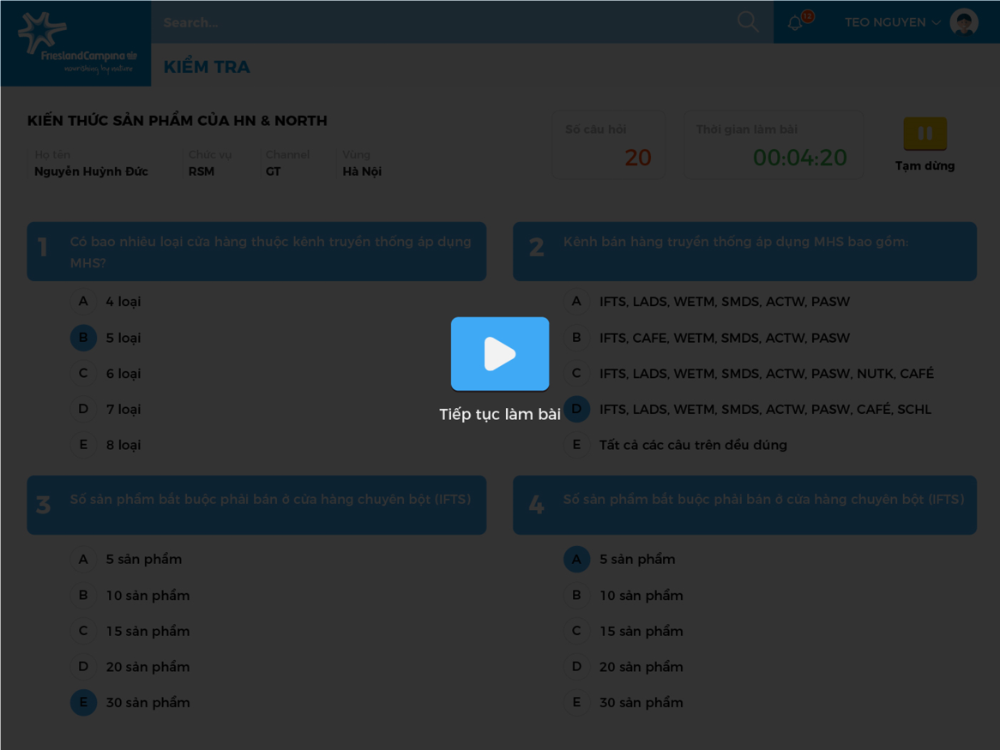 Search...
12
TEO NGUYEN
FrieslandCampina
nourishing by nature
KIỂM TRA
KIẾN THỨC SẢN PHẨM CỦA HN & NORTH
Họ tên
Nguyễn Huỳnh Đức
Chức vụ
RSM
Channel
GT
Vùng
Hà Nội
Số câu hỏi
20
Thời gian làm bài
00:04:20
Tạm dừng
1
Có bao nhiêu loại cửa hàng thuộc kênh truyền thống áp dụng
MHS?
A 4 loại
B 5 loại
C 6 loại
D 7 loại
E 8 loại
2
Kênh bán hàng truyền thống áp dụng MHS bao gồm:
A IFTS, LADS, WETM, SMDS, ACTW, PASW
B IFTS, CAFE, WETM, SMDS, ACTW, PASW
C IFTS, LADS, WETM, SMDS, ACTW, PASW, NUTK, CAFÉ
D IFTS, LADS, WETM, SMDS, ACTW, PASW, CAFÉ, SCHL
E Tất cả các câu trên đều đúng
Tiếp tục làm bài
3
Số sản phẩm bắt buộc phải bán ở cửa hàng chuyên bột (IFTS)
A 5 sản phẩm
B 10 sản phẩm
C 15 sản phẩm
D 20 sản phẩm
E 30 sản phẩm
4
Số sản phẩm bắt buộc phải bán ở cửa hàng chuyên bột (IFTS)
A 5 sản phẩm
B 10 sản phẩm
C 15 sản phẩm
D 20 sản phẩm
E 30 sản phẩm